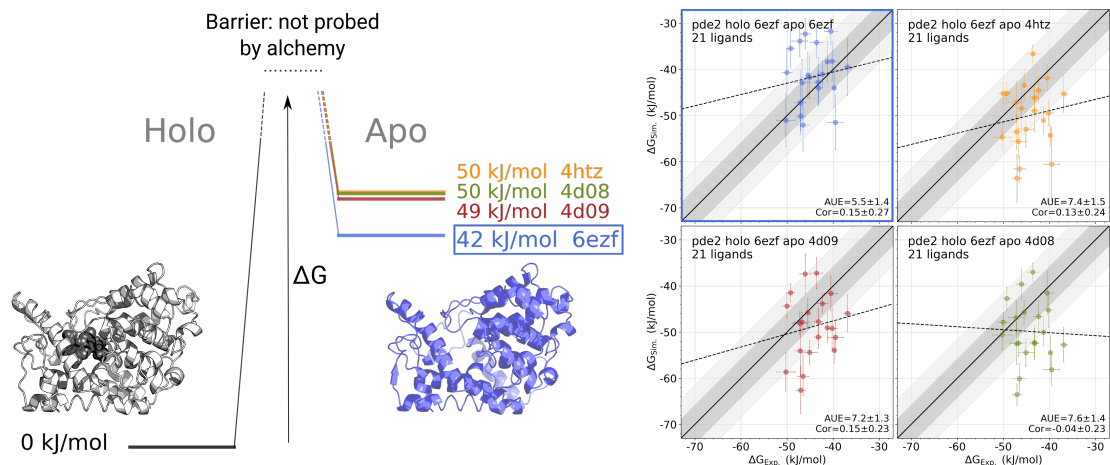 Barrier: not probed
by alchemy
Holo
Apo
50 kJ/mol 4htz
50 kJ/mol 4d08
49 kJ/mol 4d09
42 kJ/mol 6ezf
ΔG
0 kJ/mol
pde2 holo 6ezf apo 6ezf
21 ligands
-30
-40
-50
-60
-70
ΔGSim. (kJ/mol)
AUE=5.5±1.4
Cor=0.15±0.27
pde2 holo 6ezf apo 4htz
21 ligands
AUE=7.4±1.5
Cor=0.13±0.24
pde2 holo 6ezf apo 4d09
21 ligands
-30
-40
-50
-60
-70
ΔGSim. (kJ/mol)
AUE=7.2±1.3
Cor=0.15±0.23
-70 -60 -50 -40 -30
ΔGExp. (kJ/mol)
pde2 holo 6ezf apo 4d08
21 ligands
AUE=7.6±1.4
Cor=-0.04±0.23
-70 -60 -50 -40 -30
ΔGExp. (kJ/mol)